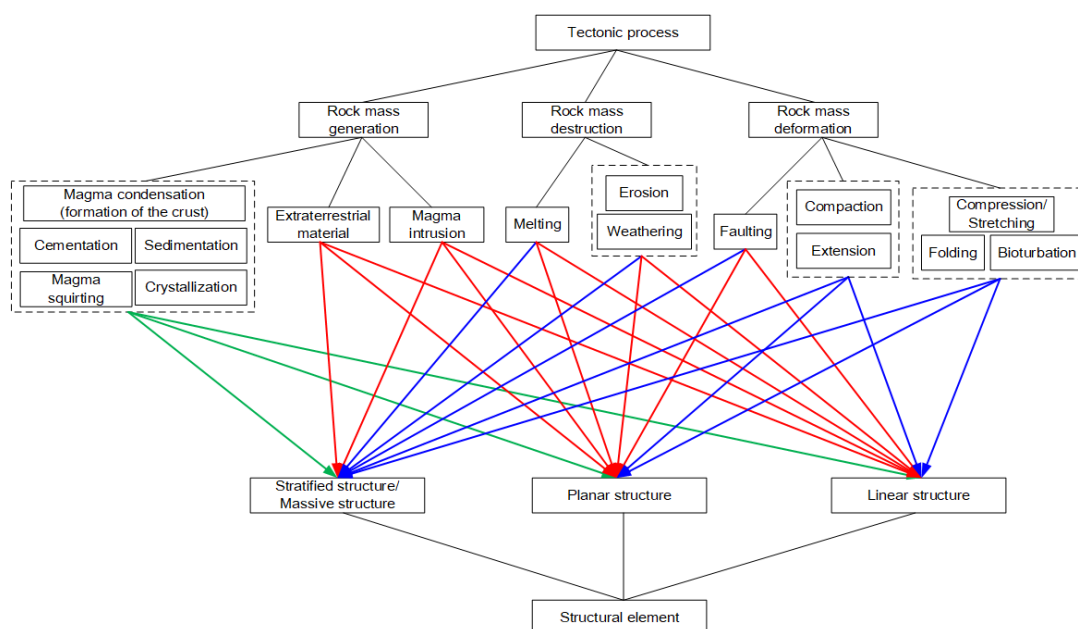 Tectonic process
Rock mass
generation
Rock mass
destruction
Rock mass
deformation
Magma condensation
(formation of the crust)
Cementation
Sedimentation
Magma
squirting
Crystallization
Extraterrestrial
material
Magma
intrusion
Melting
Erosion
Weathering
Faulting
Compaction
Extension
Compression/
Stretching
Folding
Bioturbation
Stratified structure/
Massive structure
Planar structure
Linear structure
Structural element